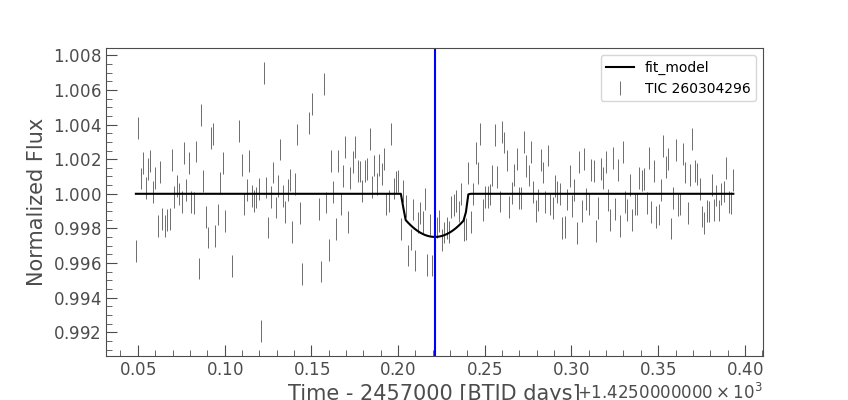 1.008
1.006
1.004
1.002
1.000
0.998
0.996
0.994
0.992
Normalized Flux
fit_model
TIC 260304296
0.05 0.10 0.15 0.20 0.25 0.30 0.35 0.40
Time - 2457000 [BTJD days]
+1.4250000000 × 10³